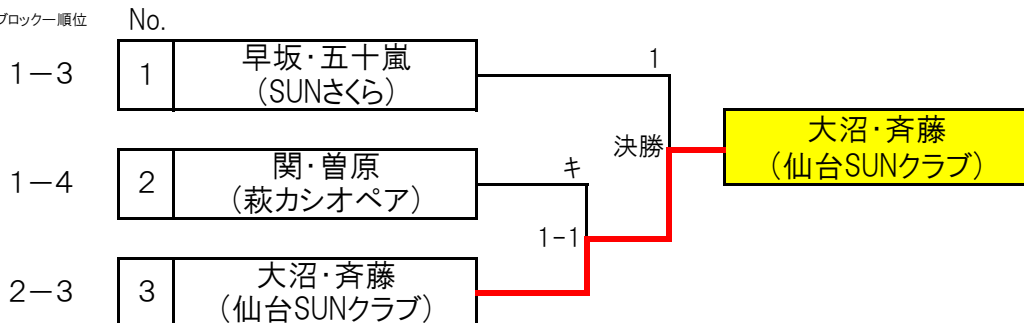 ブロックー順位 No.
1－3 1 早坂・五十嵐
（SUNさくら）
1
決勝
大沼・斉藤
（仙台SUNクラブ）
1－4 2 関・曽原
（萩カシオペア）
キ
1-1
2－3 3 大沼・斉藤
（仙台SUNクラブ）